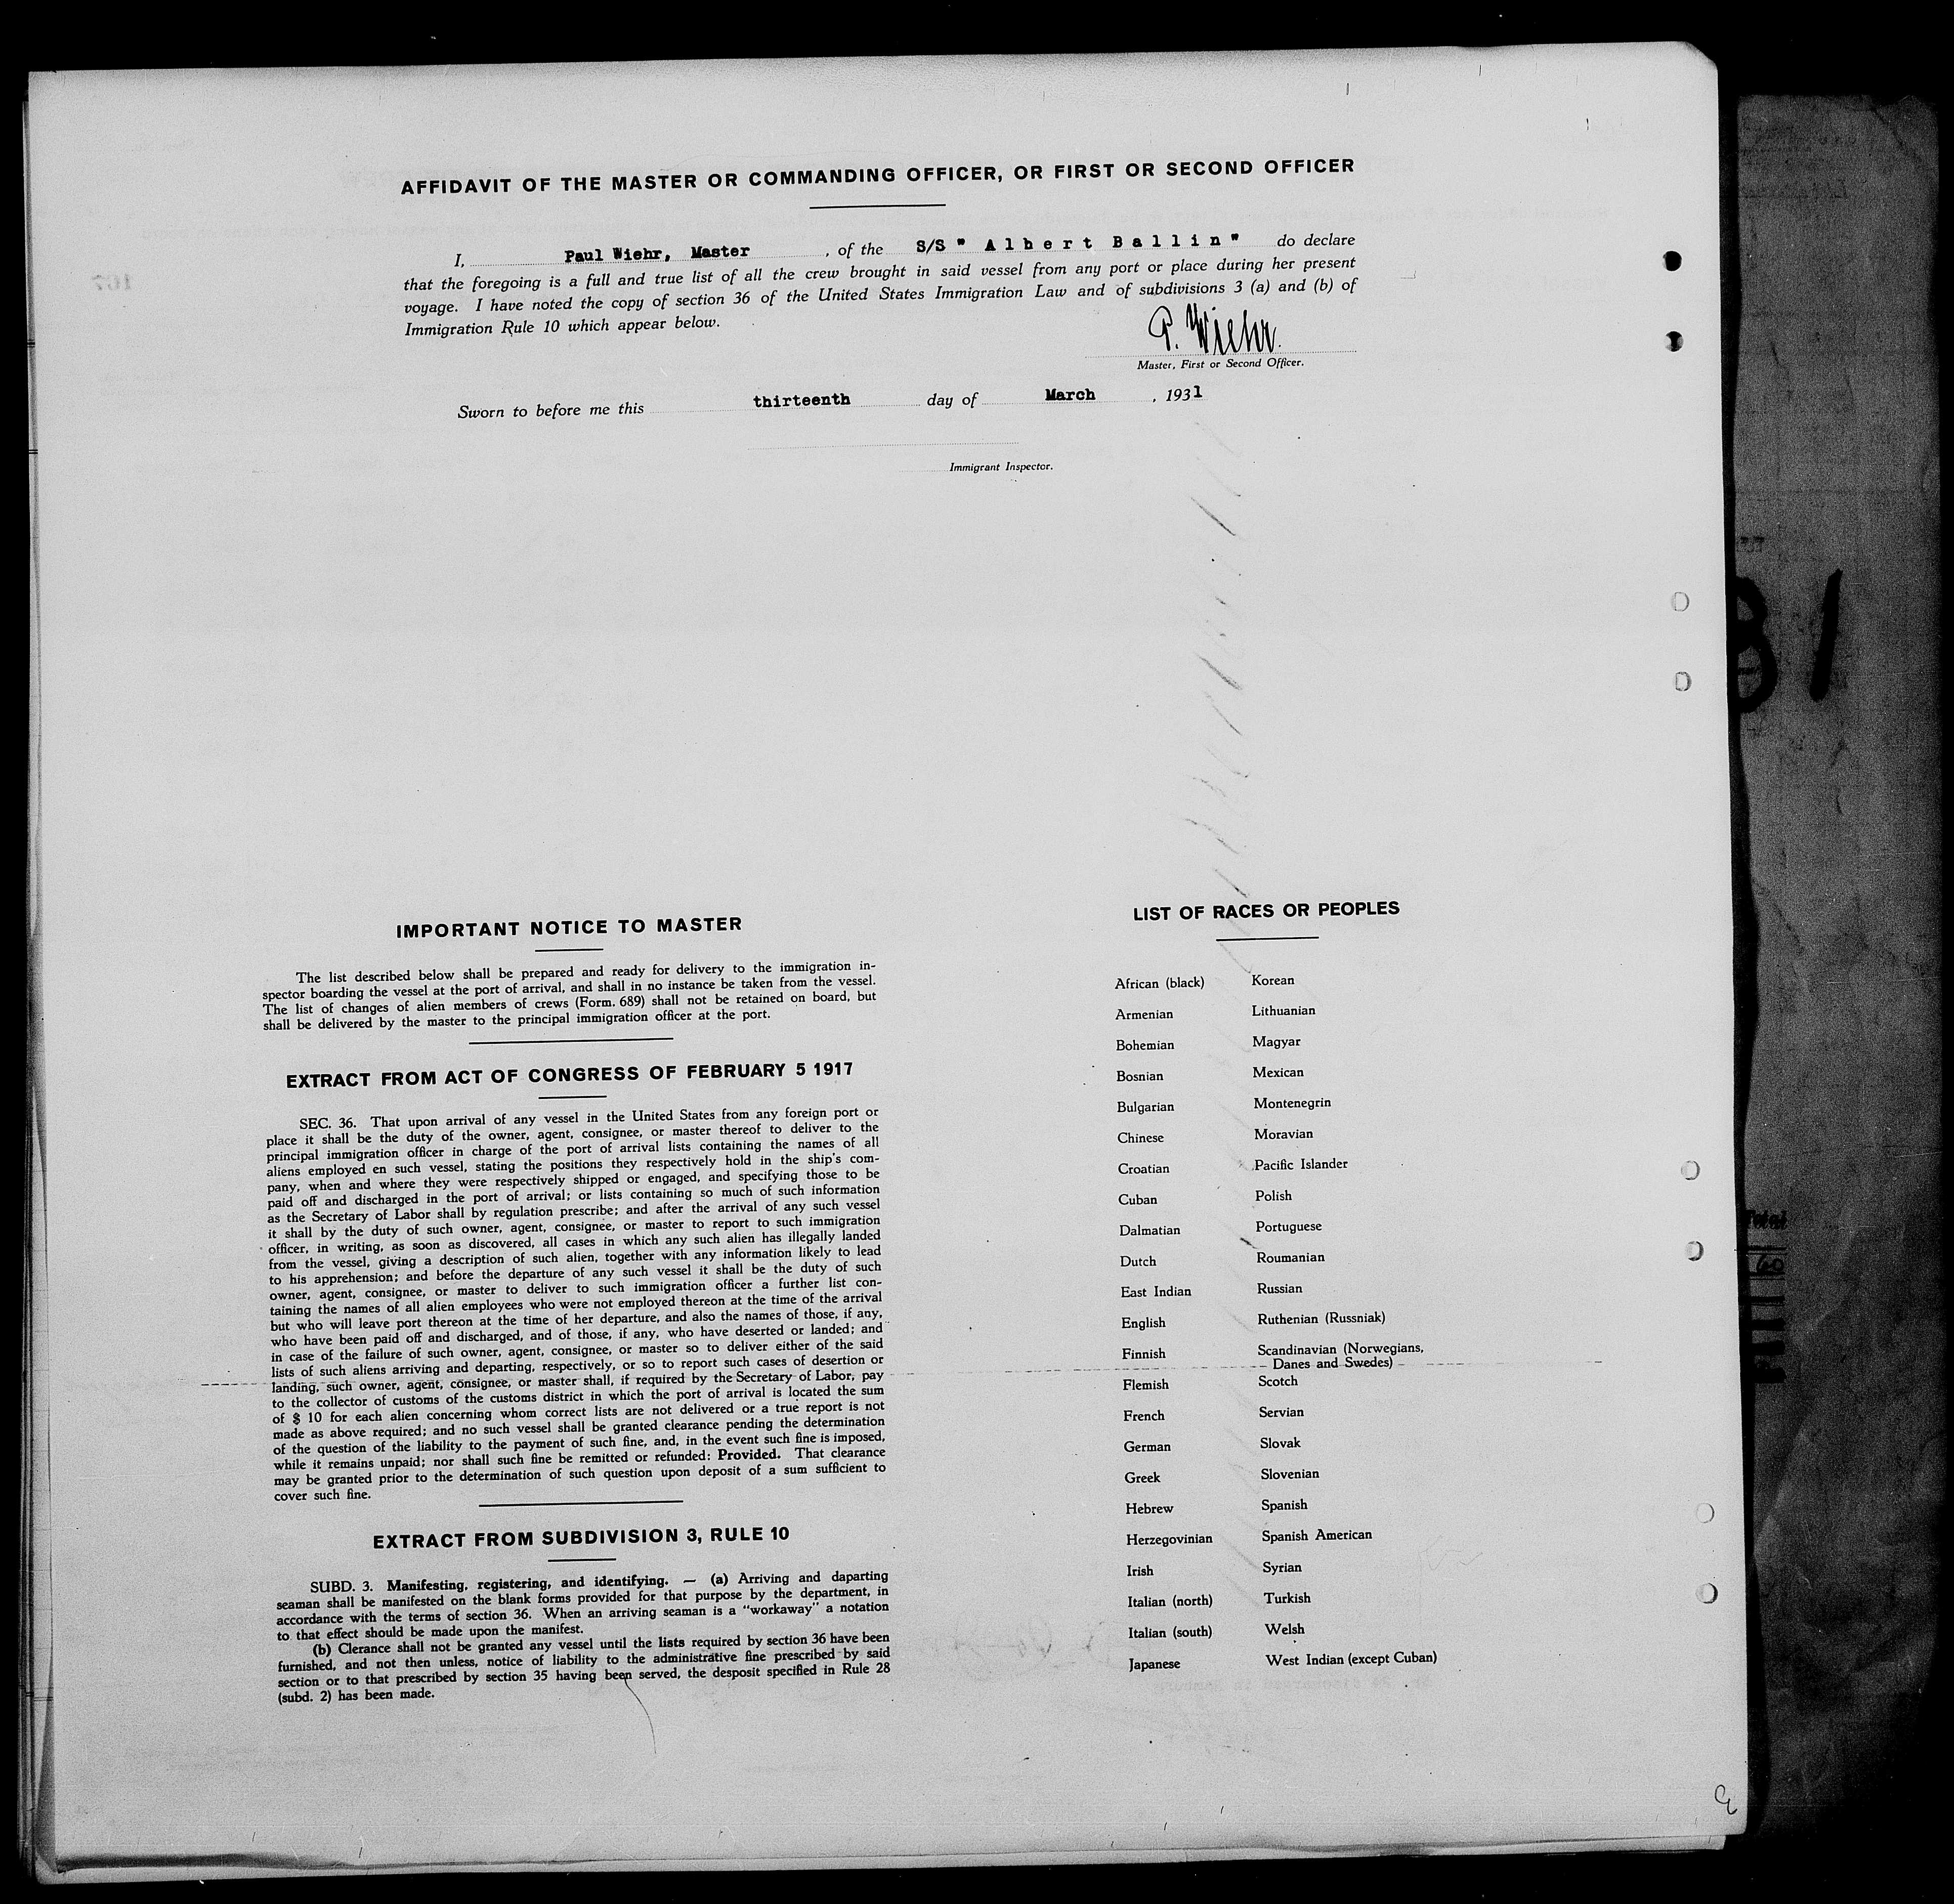 AFFIDAVIT OF THE MASTER OR COMMANDING OFFICER, OR FIRST OR SECOND OFFICER
I, Paul Wiehr, Master , of the S/S " A l b e r t B a l l i n " do declare
that the foregoing is a full and true list of all the crew brought in said vessel from any port or place during her present
voyage. I have noted the copy of section 36 of the United States Immigration Law and of subdivisions 3 (a) and (b) of
Immigration Rule 10 which appear below.
P. Wiehr.
Master, First or Second Officer.
Sworn to before me this thirteenth day of March , 1931
Immigrant Inspector.
IMPORTANT NOTICE TO MASTER
The list described below shall be prepared and ready for delivery to the immigration in-
spector boarding the vessel at the port of arrival, and shall in no instance be taken from the vessel.
The list of changes of alien members of crews (Form. 689) shall not be retained on board, but
shall be delivered by the master to the principal immigration officer at the port.
EXTRACT FROM ACT OF CONGRESS OF FEBRUARY 5 1917
SEC. 36. That upon arrival of any vessel in the United States from any foreign port or
place it shall be the duty of the owner, agent, consignee, or master thereof to deliver to the
principal immigration officer in charge of the port of arrival lists containing the names of all
aliens employed en such vessel, stating the positions they respectively hold in the ship's com-
pany, when and where they were respectively shipped or engaged, and specifying those to be
paid off and discharged in the port of arrival; or lists containing so much of such information
as the Secretary of Labor shall by regulation prescribe; and after the arrival of any such vessel
it shall by the duty of such owner, agent, consignee, or master to report to such immigration
officer, in writing, as soon as discovered, all cases in which any such alien has illegally landed
from the vessel, giving a description of such alien, together with any information likely to lead
to his apprehension; and before the departure of any such vessel it shall be the duty of such
owner, agent, consignee, or master to deliver to such immigration officer a further list con-
taining the names of all alien employees who were not employed thereon at the time of the arrival
but who will leave port thereon at the time of her departure, and also the names of those, if any,
who have been paid off and discharged, and of those, if any, who have deserted or landed; and
in case of the failure of such owner, agent, consignee, or master so to deliver either of the said
lists of such aliens arriving and departing, respectively, or so to report such cases of desertion or
landing, such owner, agent, consignee, or master shall, if required by the Secretary of Labor, pay
to the collector of customs of the customs district in which the port of arrival is located the sum
of $ 10 for each alien concerning whom correct lists are not delivered or a true report is not
made as above required; and no such vessel shall be granted clearance pending the determination
of the question of the liability to the payment of such fine, and, in the event such fine is imposed,
while it remains unpaid; nor shall such fine be remitted or refunded: Provided. That clearance
may be granted prior to the determination of such question upon deposit of a sum sufficient to
cover such fine.
EXTRACT FROM SUBDIVISION 3, RULE 10
SUBD. 3. Manifesting, registering, and identifying. — (a) Arriving and daparting
seaman shall be manifested on the blank forms provided for that purpose by the department, in
accordance with the terms of section 36. When an arriving seaman is a "workaway" a notation
to that effect should be made upon the manifest.
(b) Clerance shall not be granted any vessel until the lists required by section 36 have been
furnished, and not then unless, notice of liability to the administrative fine prescribed by said
section or to that prescribed by section 35 having been served, the desposit specified in Rule 28
(subd. 2) has been made.
LIST OF RACES OR PEOPLES
African (black) Korean
Armenian Lithuanian
Bohemian Magyar
Bosnian Mexican
Bulgarian Montenegrin
Chinese Moravian
Croatian Pacific Islander
Cuban Polish
Dalmatian Portuguese
Dutch Roumanian
East Indian Russian
English Ruthenian (Russniak)
Finnish Scandinavian (Norwegians,
Danes and Swedes)
Flemish Scotch
French Servian
German Slovak
Greek Slovenian
Hebrew Spanish
Herzegovinian Spanish American
Irish Syrian
Italian (north) Turkish
Italian (south) Welsh
Japanese West Indian (except Cuban)
Total